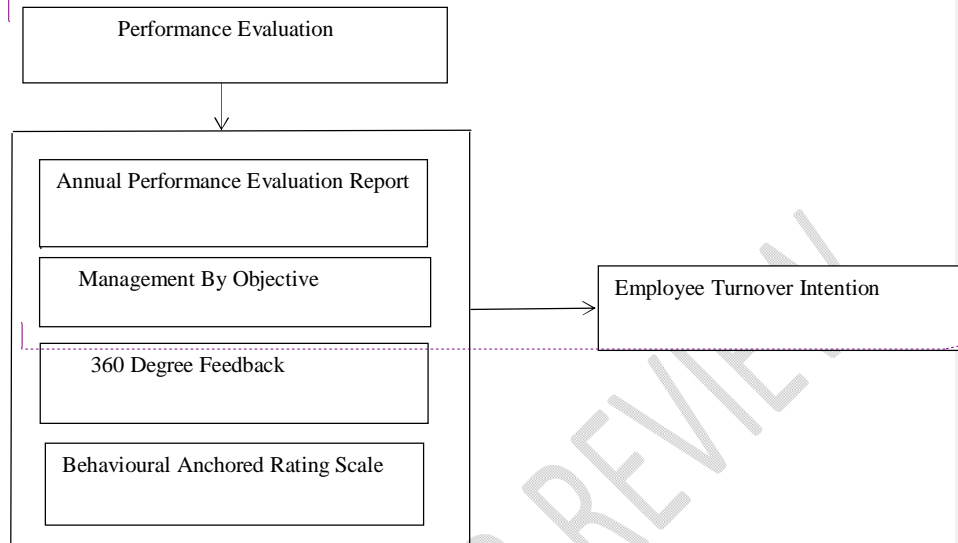 Performance Evaluation
Annual Performance Evaluation Report
Management By Objective
Employee Turnover Intention
360 Degree Feedback
Behavioural Anchored Rating Scale
R REVIEW